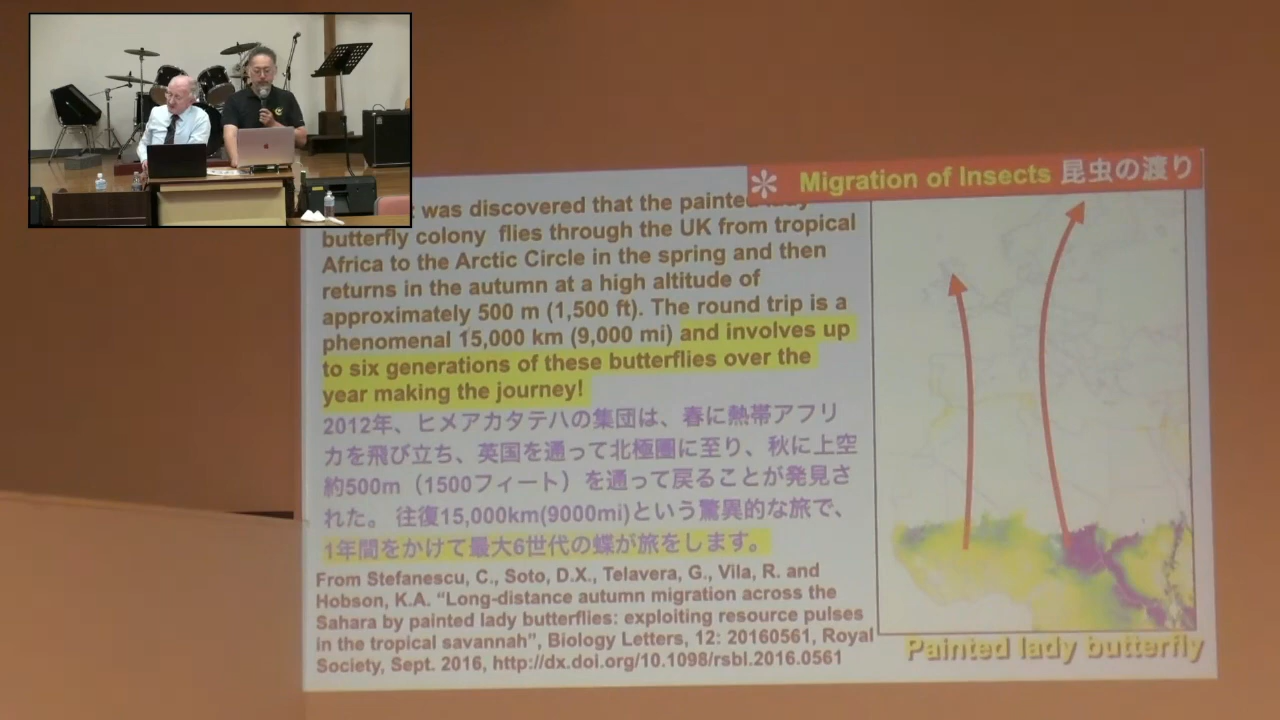 * Migration of Insects 昆虫の渡り
was discovered that the painted lady
butterfly colony flies through the UK from tropical
Africa to the Arctic Circle in the spring and then
returns in the autumn at a high altitude of
approximately 500 m (1,500 ft). The round trip is a
phenomenal 15,000 km (9,000 mi) and involves up
to six generations of these butterflies over the
year making the journey!
2012年、ヒメアカタテハの集団は、春に熱帯アフリ
カを飛び立ち、英国を通って北極圏に至り、秋に上空
約500m（1500フィート）を通って戻ることが発見さ
れた。 往復15,000km(9000mi)という驚異的な旅で、
1年間をかけて最大6世代の蝶が旅をします。
From Stefanescu, C., Soto, D.X., Telavera, G., Vila, R. and
Hobson, K.A. “Long-distance autumn migration across the
Sahara by painted lady butterflies: exploiting resource pulses
in the tropical savannah”, Biology Letters, 12: 20160561, Royal
Society, Sept. 2016, http://dx.doi.org/10.1098/rsbl.2016.0561
Painted lady butterfly